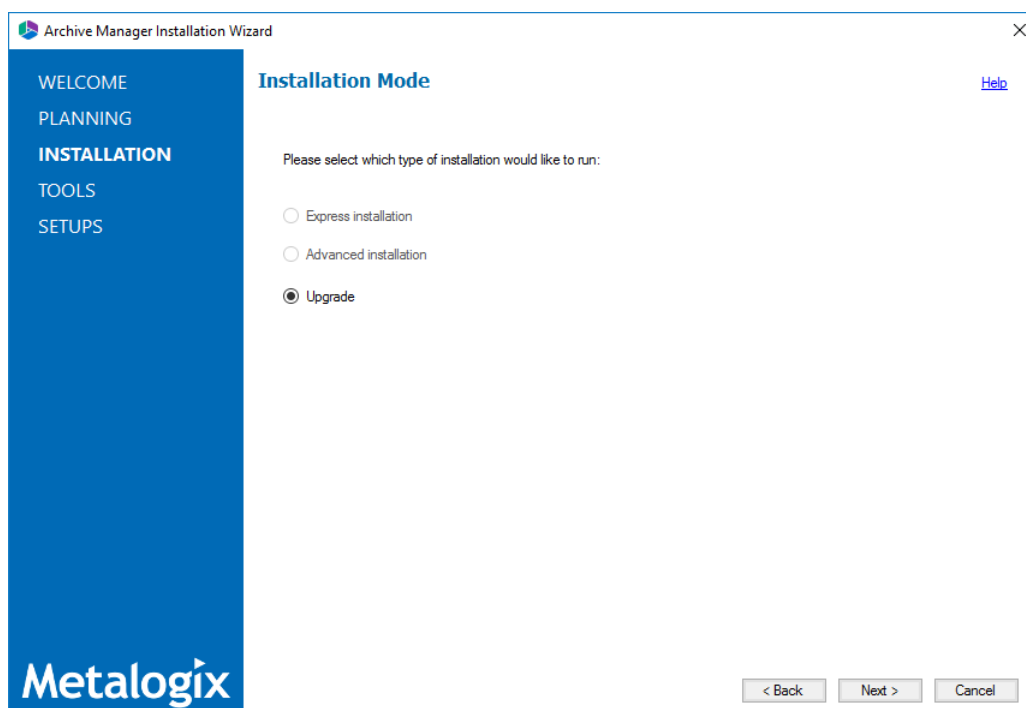 Archive Manager Installation Wizard
WELCOME
PLANNING
INSTALLATION
TOOLS
SETUPS
Installation Mode
Help
Please select which type of installation would like to run:
Express installation
Advanced installation
Upgrade
Metalogix
< Back
Next >
Cancel